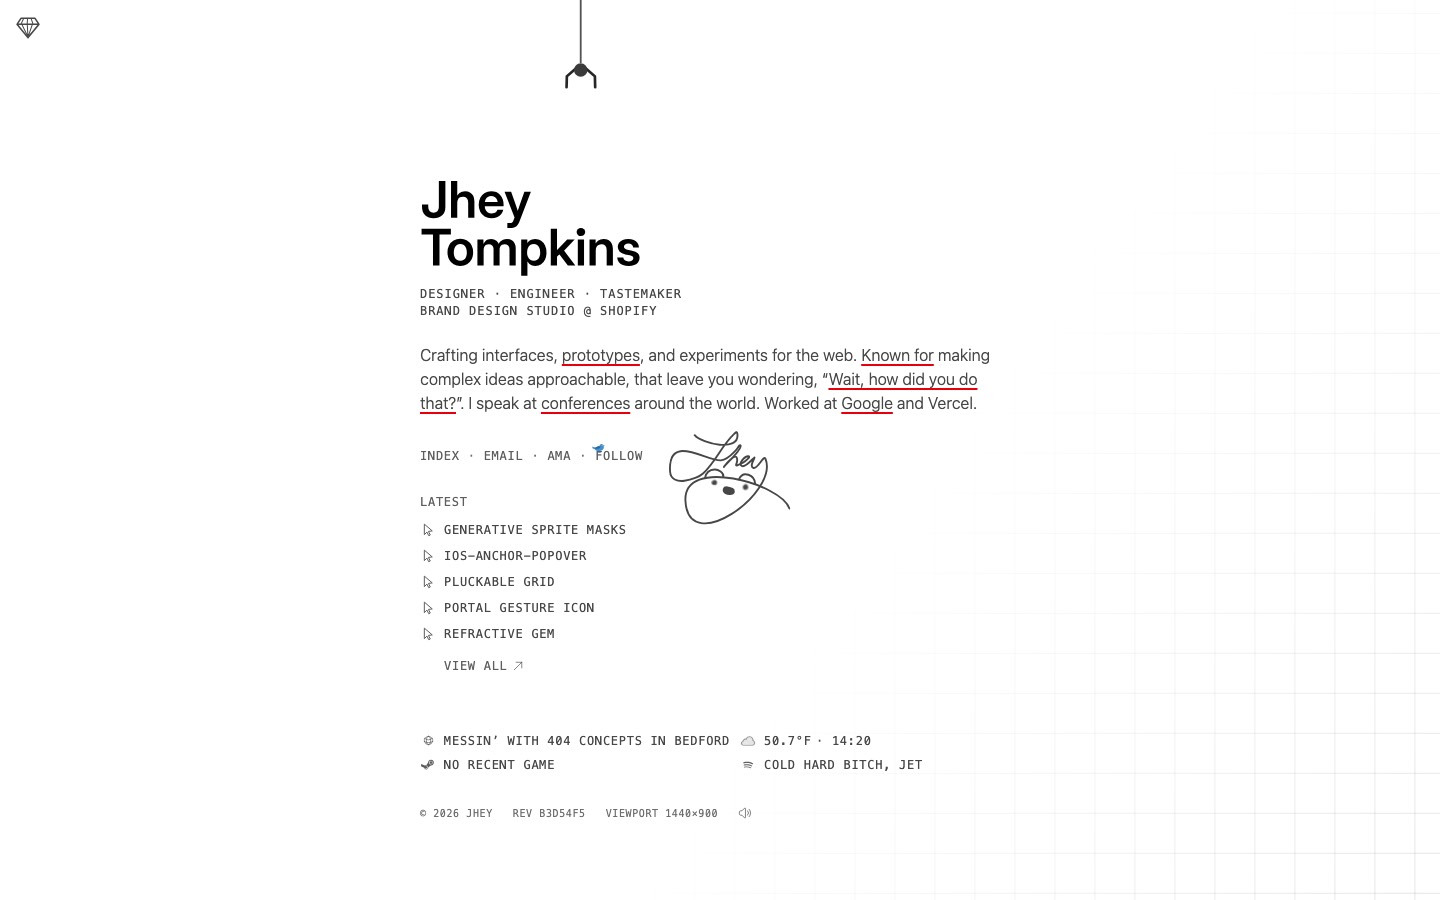 Jhey
Tompkins
DESIGNER · ENGINEER · TASTEMAKER
BRAND DESIGN STUDIO @ SHOPIFY
Crafting interfaces, prototypes, and experiments for the web. Known for making
complex ideas approachable, that leave you wondering, “Wait, how did you do
that?”. I speak at conferences around the world. Worked at Google and Vercel.
INDEX · EMAIL · AMA · FOLLOW
Jhey
LATEST
GENERATIVE SPRITE MASKS
IOS-ANCHOR-POPOVER
PLUCKABLE GRID
PORTAL GESTURE ICON
REFRACTIVE GEM
VIEW ALL
MESSIN’ WITH 404 CONCEPTS IN BEDFORD 50.7°F · 14:20
NO RECENT GAME COLD HARD BITCH, JET
© 2026 JHEY REV B3D54F5 VIEWPORT 1440×900